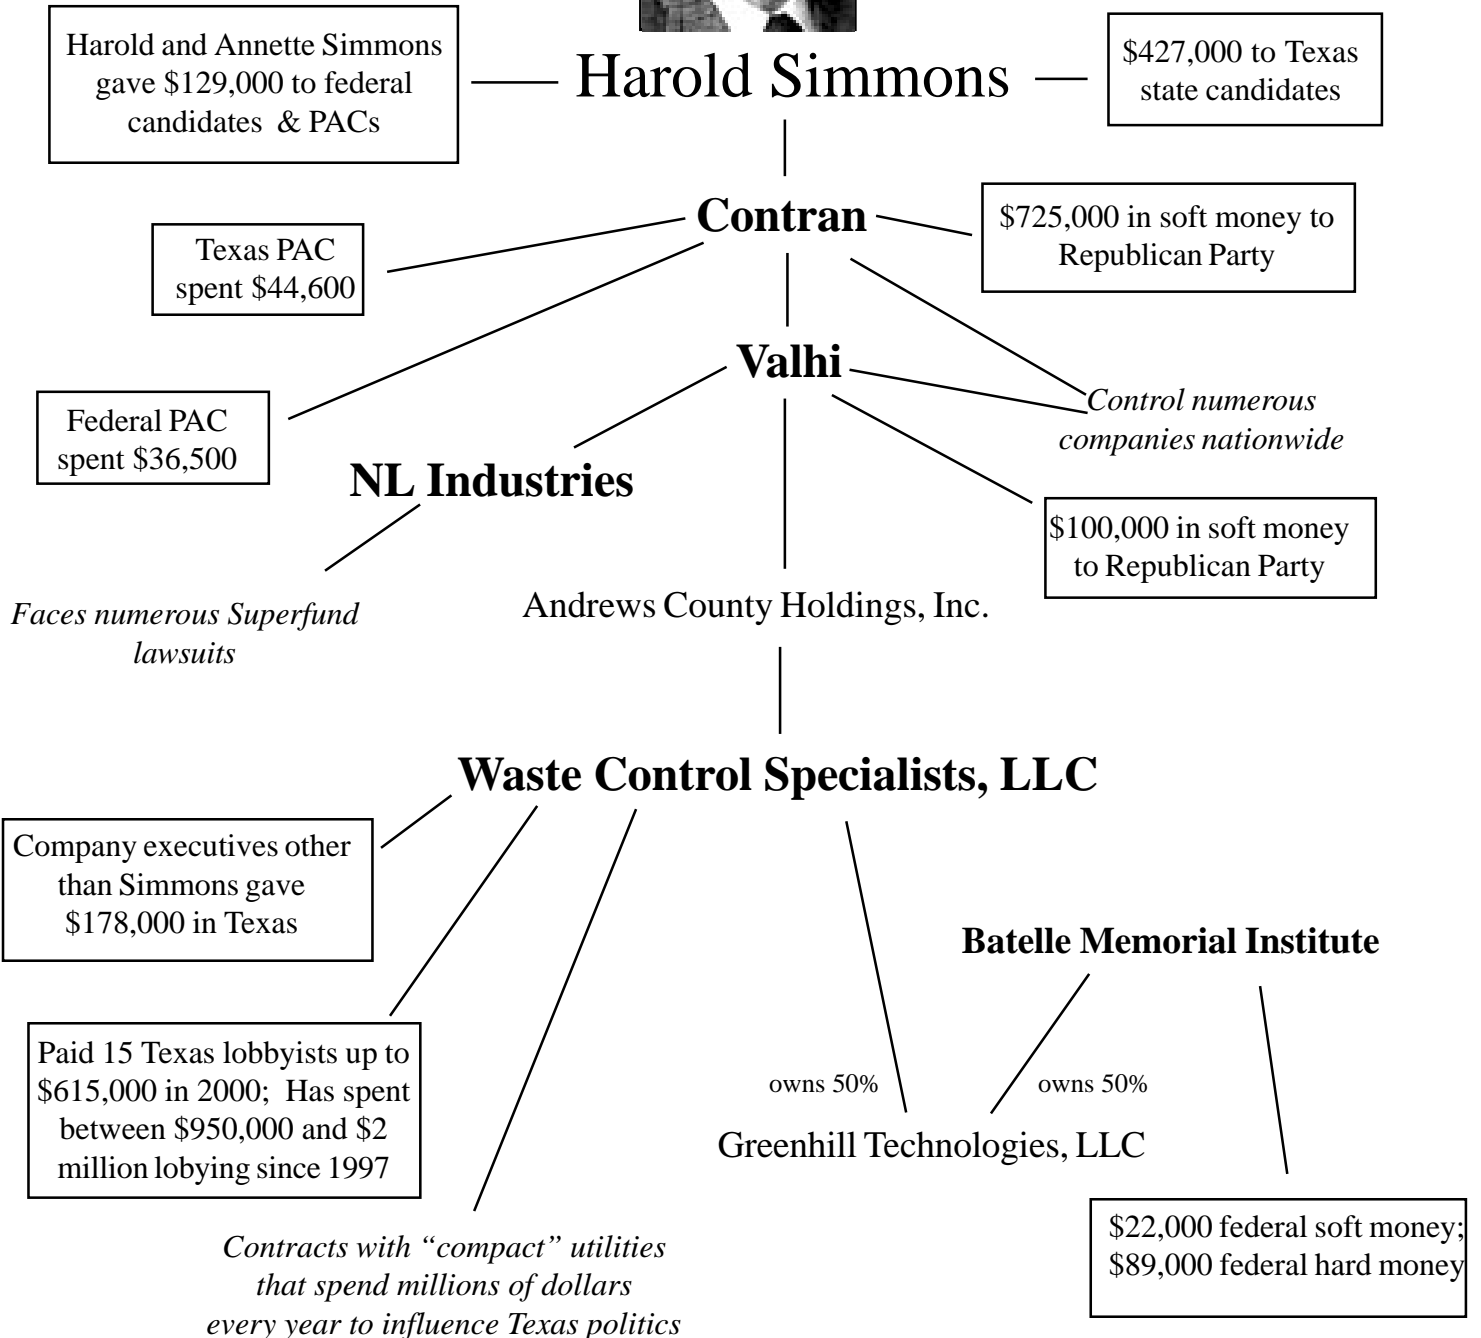 Harold and Annette Simmons
gave $129,000 to federal
candidates & PACs
Harold Simmons
$427,000 to Texas
state candidates
Contran
$725,000 in soft money to
Republican Party
Texas PAC
spent $44,600
Valhi
Control numerous
companies nationwide
Federal PAC
spent $36,500
NL Industries
$100,000 in soft money
to Republican Party
Faces numerous Superfund
lawsuits
Andrews County Holdings, Inc.
Waste Control Specialists, LLC
Company executives other
than Simmons gave
$178,000 in Texas
Batelle Memorial Institute
Paid 15 Texas lobbyists up to
$615,000 in 2000; Has spent
between $950,000 and $2
million lobying since 1997
owns 50%
owns 50%
Greenhill Technologies, LLC
$22,000 federal soft money;
$89,000 federal hard money
Contracts with “compact” utilities
that spend millions of dollars
every year to influence Texas politics